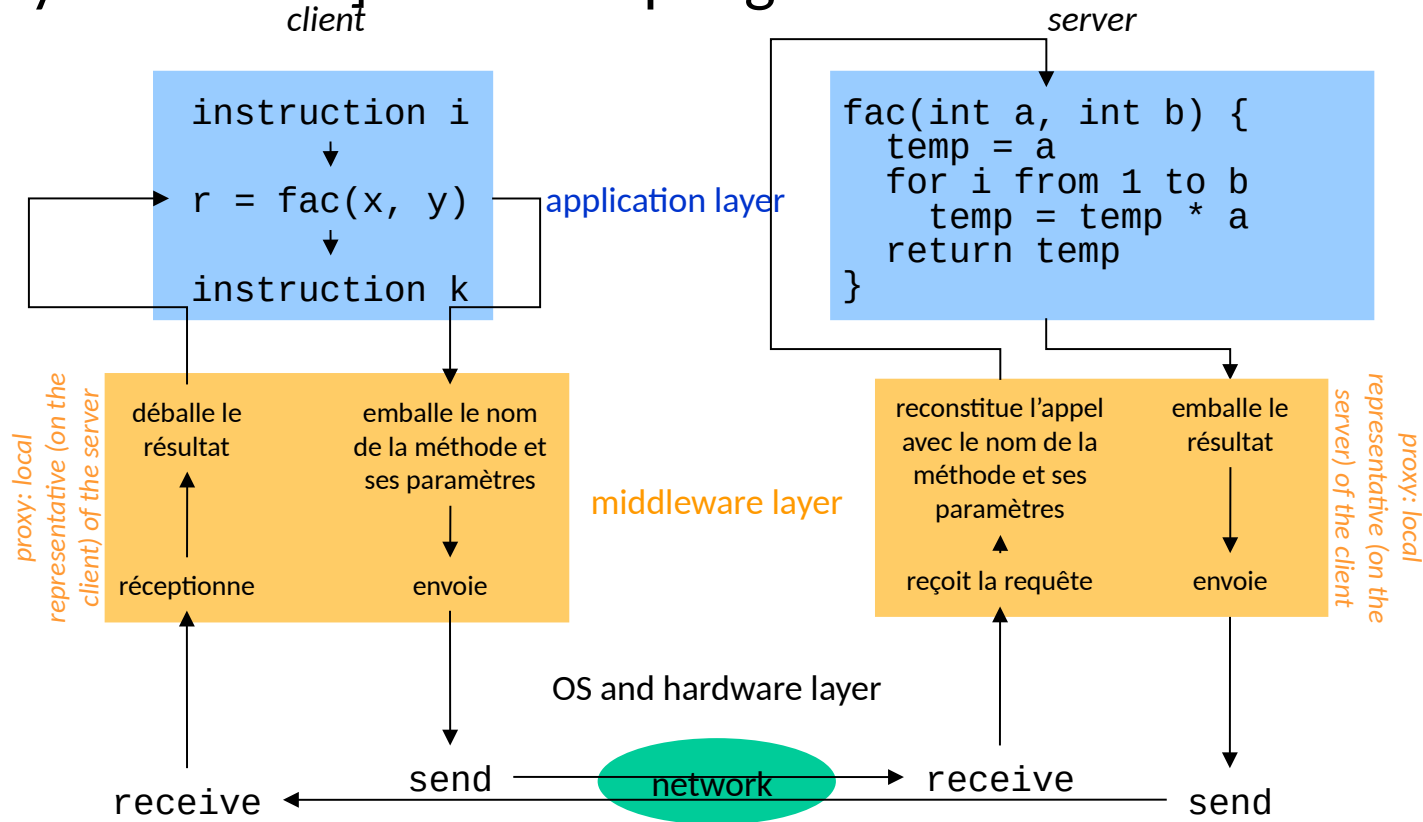 client
server
instruction i
r = fac(x, y)
instruction k
application layer
fac(int a, int b) {
temp = a
for i from 1 to b
temp = temp * a
return temp
}
proxy: local
representative (on the
client) of the server
déballe le
résultat
réceptionne
emballe le nom
de la méthode et
ses paramètres
envoie
middleware layer
reconstitue l’appel
avec le nom de la
méthode et ses
paramètres
reçoit la requête
emballe le
résultat
envoie
proxy: local
representative (on the
server) of the client
OS and hardware layer
receive
send
network
receive
send